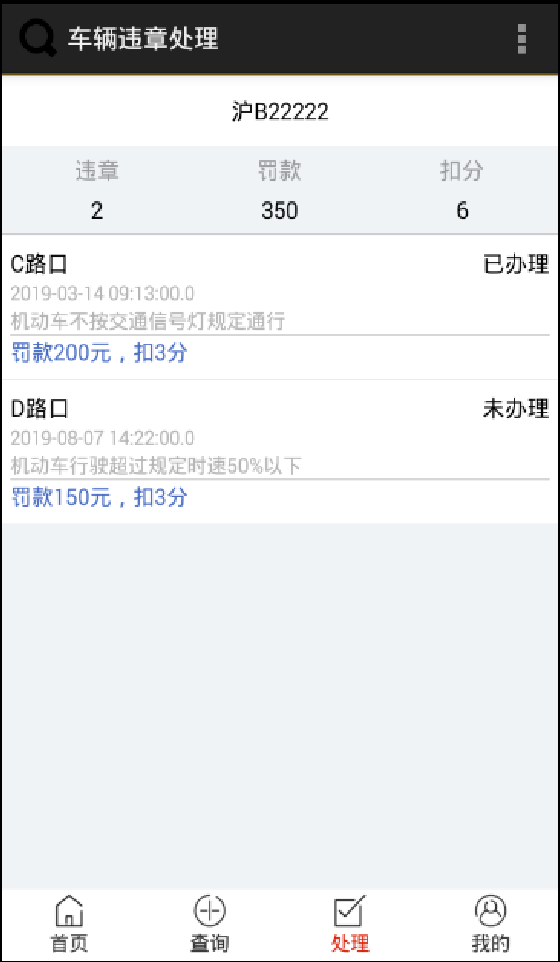 车辆违章处理
沪B22222
违章 罚款 扣分
2 350 6
C路口 已办理
2019-03-14 09:13:00.0
机动车不按交通信号灯规定通行
罚款200元，扣3分
D路口 未办理
2019-08-07 14:22:00.0
机动车行驶超过规定时速50%以下
罚款150元，扣3分
首页 查询 处理 我的